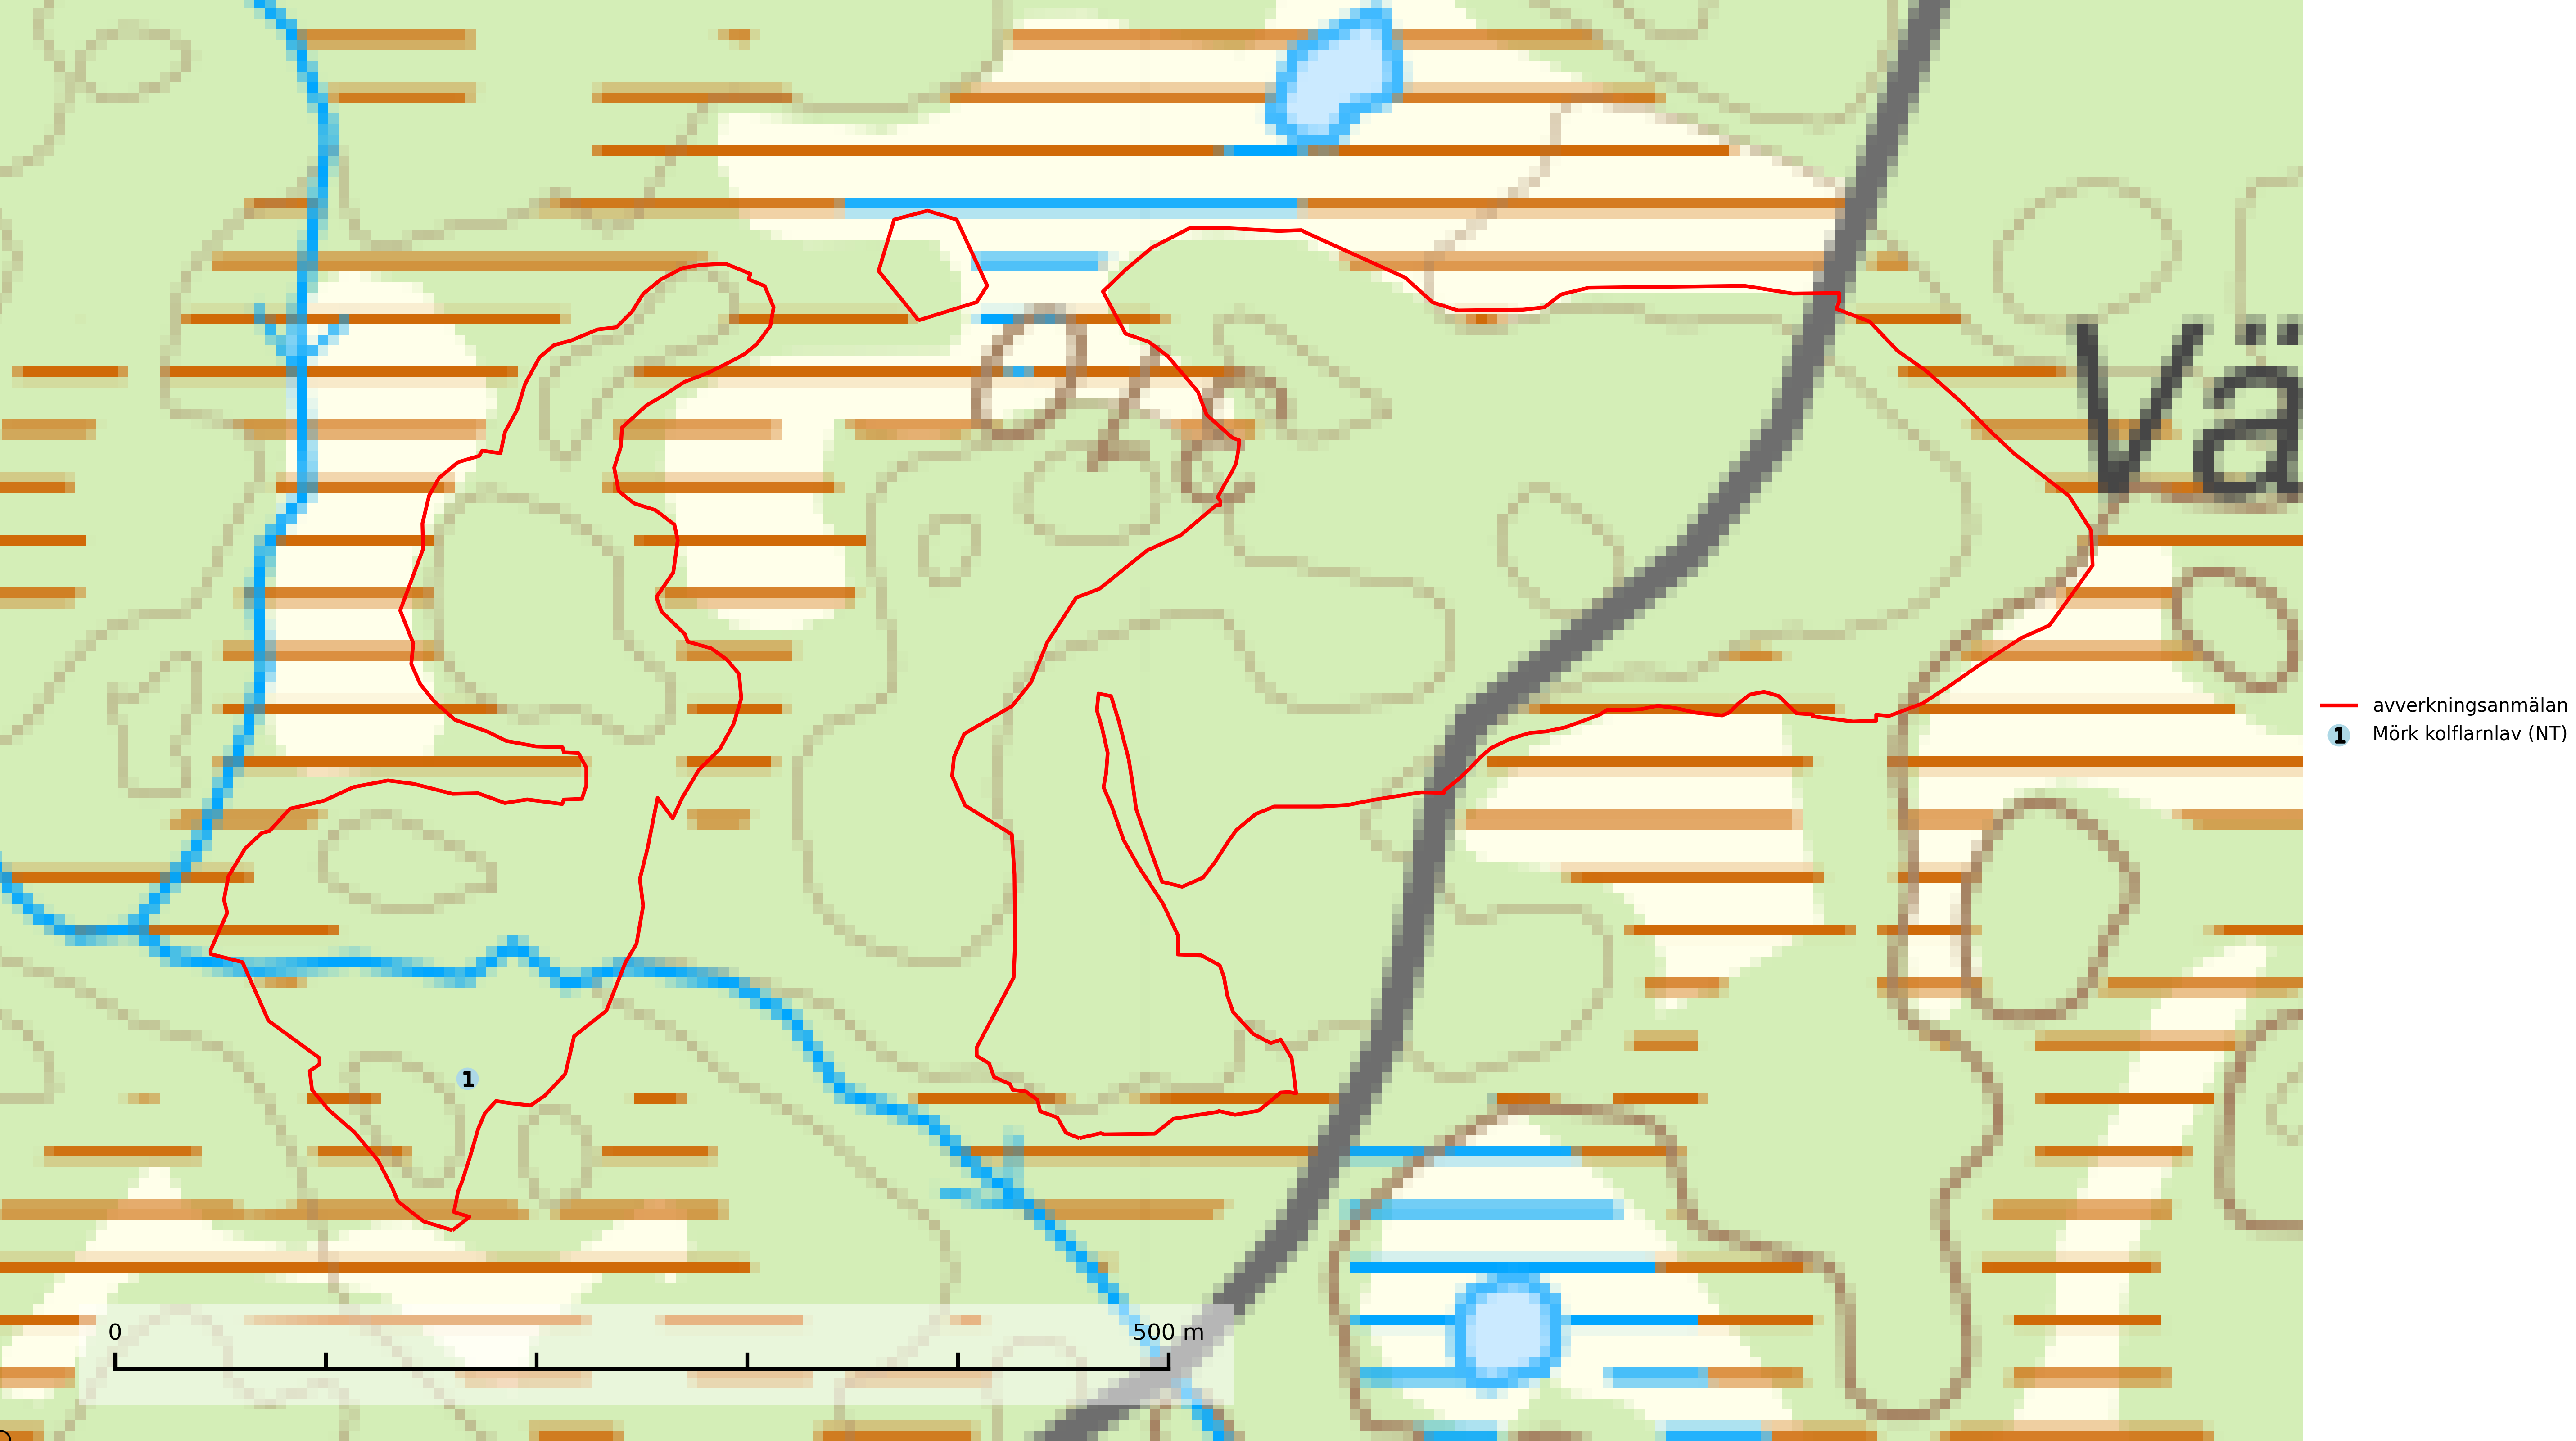 Vä
avverkningsanmälan
1 Mörk kolflarnlav (NT)
1
0 500 m